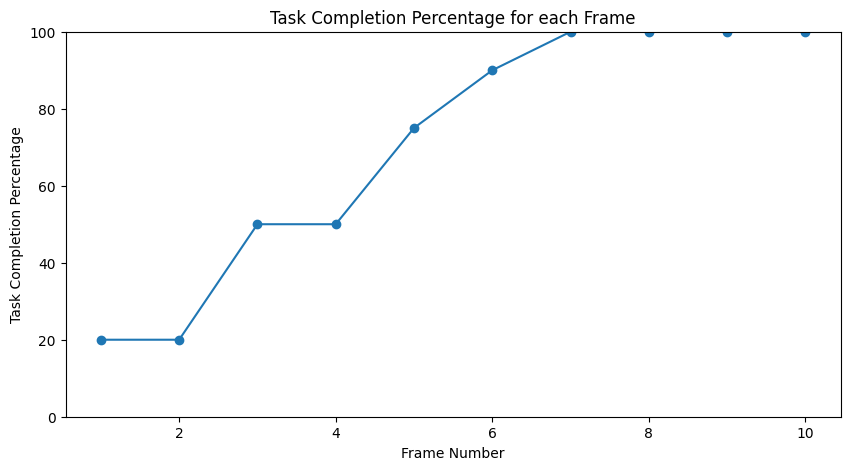 Task Completion Percentage for each Frame
100
80
60
40
20
0
Task Completion Percentage
2 4 6 8 10
Frame Number